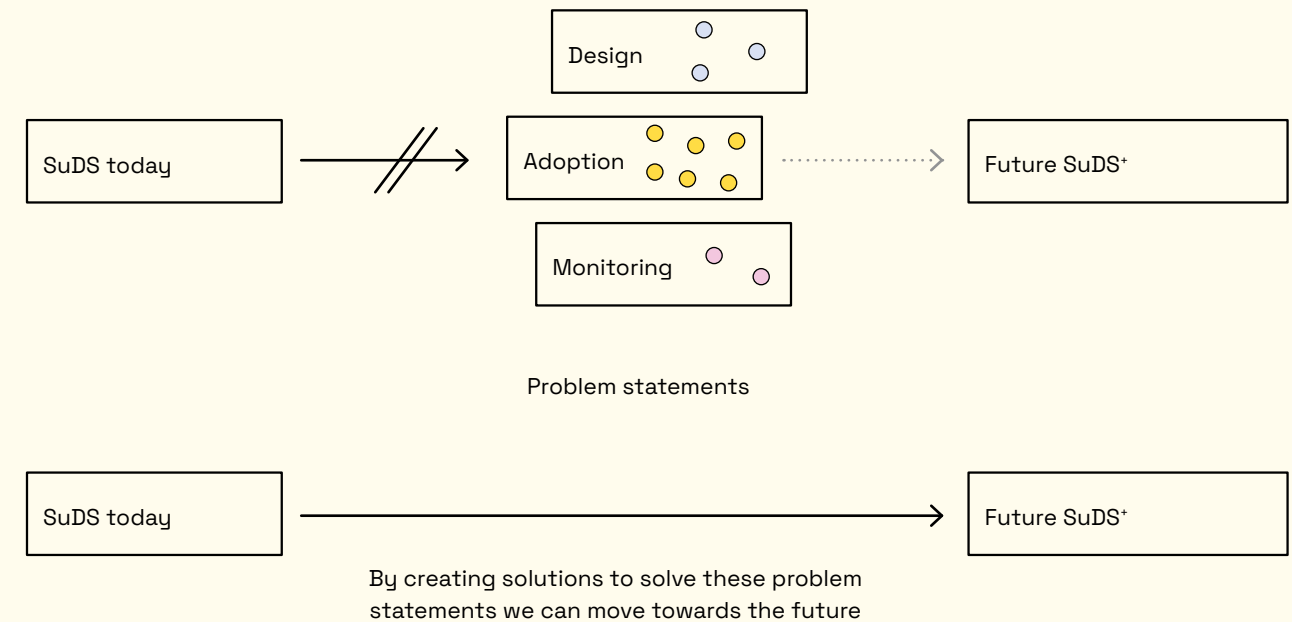 Design
SuDS today
Adoption
Future SuDS⁺
Monitoring
Problem statements
SuDS today
Future SuDS⁺
By creating solutions to solve these problem
statements we can move towards the future